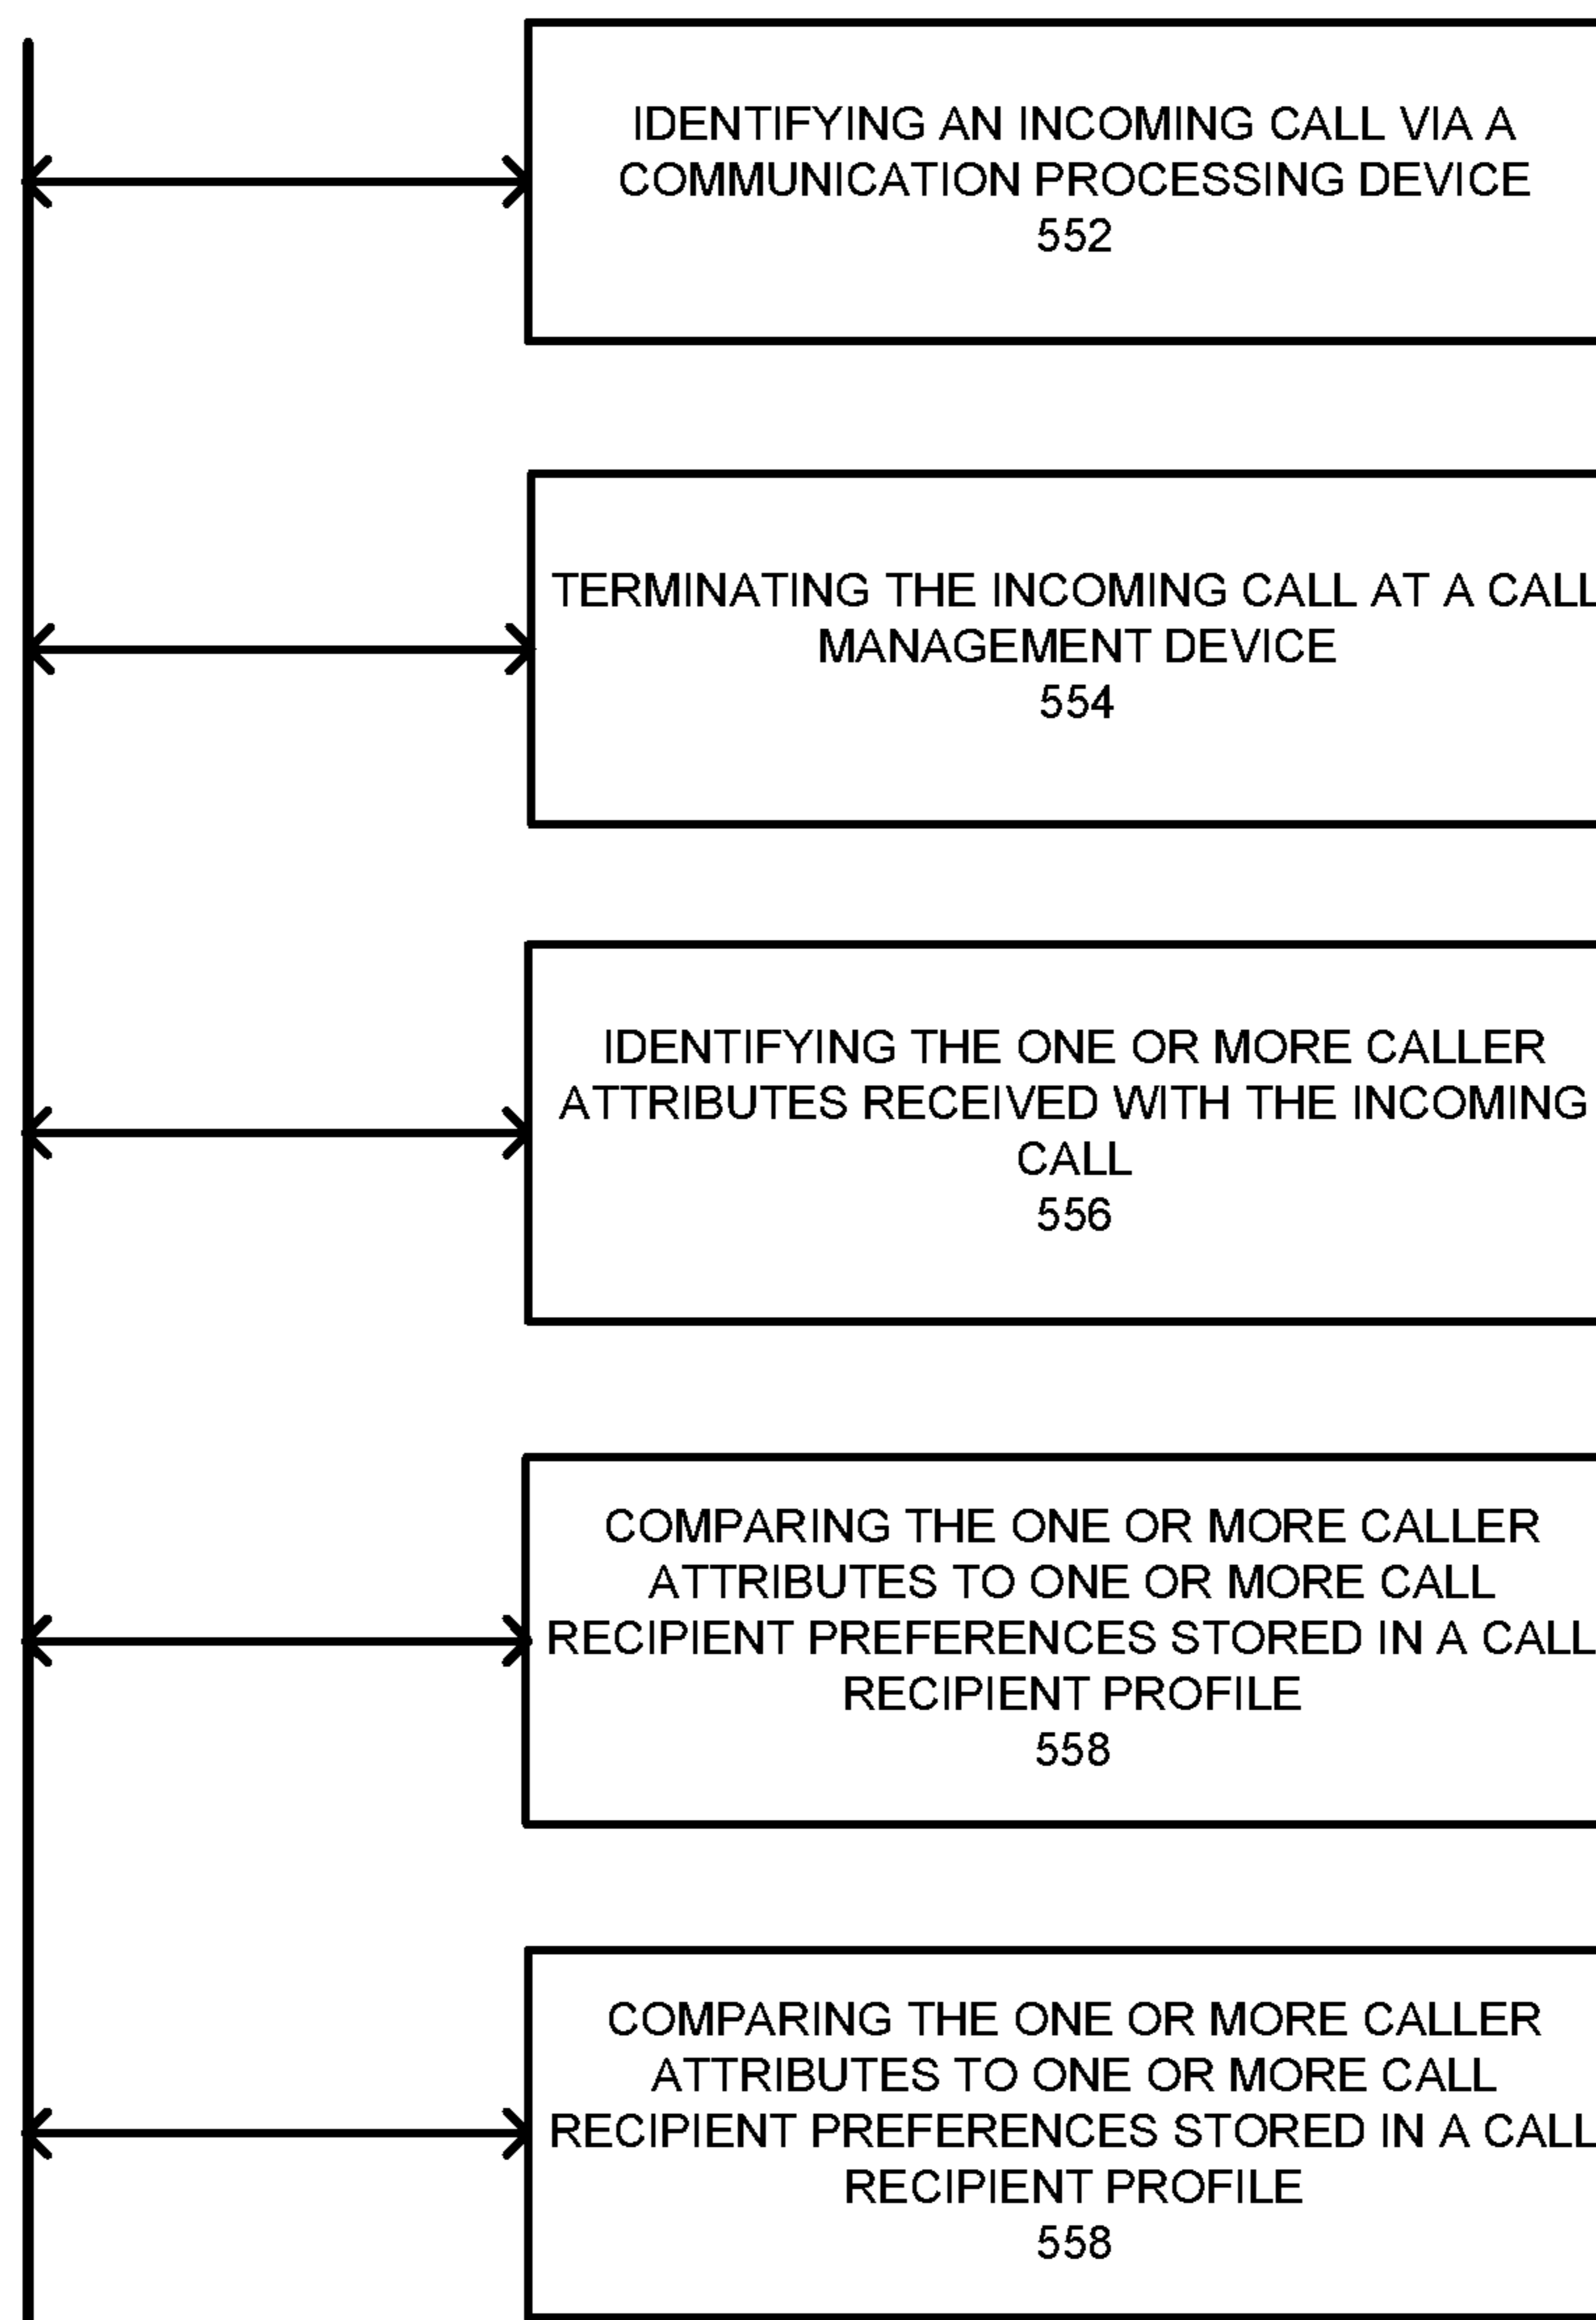 IDENTIFYING AN INCOMING CALL VIA A
COMMUNICATION PROCESSING DEVICE
552
TERMINATING THE INCOMING CALL AT A CALL
MANAGEMENT DEVICE
554
IDENTIFYING THE ONE OR MORE CALLER
ATTRIBUTES RECEIVED WITH THE INCOMING
CALL
556
COMPARING THE ONE OR MORE CALLER
ATTRIBUTES TO ONE OR MORE CALL
RECIPIENT PREFERENCES STORED IN A CALL
RECIPIENT PROFILE
558
COMPARING THE ONE OR MORE CALLER
ATTRIBUTES TO ONE OR MORE CALL
RECIPIENT PREFERENCES STORED IN A CALL
RECIPIENT PROFILE
558